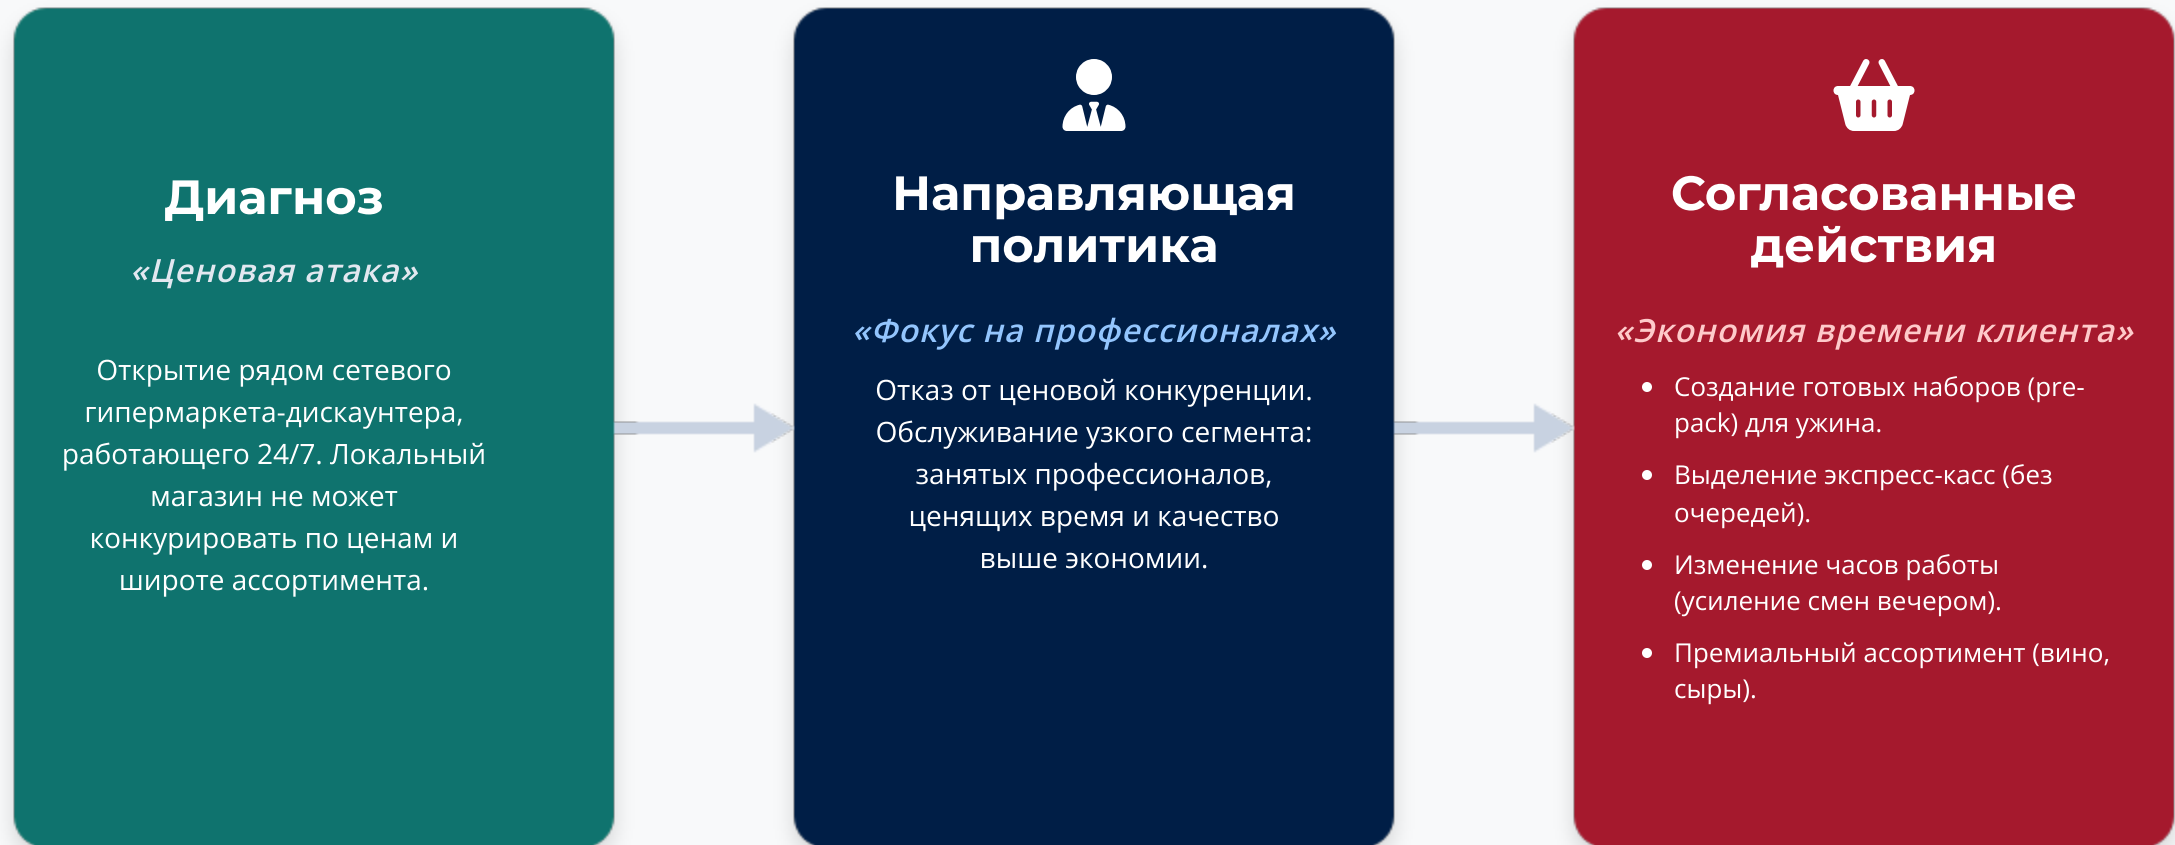 Диагноз
«Ценовая атака»
Открытие рядом сетевого
гипермаркета-дискаунтера,
работающего 24/7. Локальный
магазин не может
конкурировать по ценам и
широте ассортимента.
Направляющая
политика
«Фокус на профессионалах»
Отказ от ценовой конкуренции.
Обслуживание узкого сегмента:
занятых профессионалов,
ценящих время и качество
выше экономии.
Согласованные
действия
«Экономия времени клиента»
• Создание готовых наборов (pre-
pack) для ужина.
• Выделение экспресс-касс (без
очередей).
• Изменение часов работы
(усиление смен вечером).
• Премиальный ассортимент (вино,
сыры).